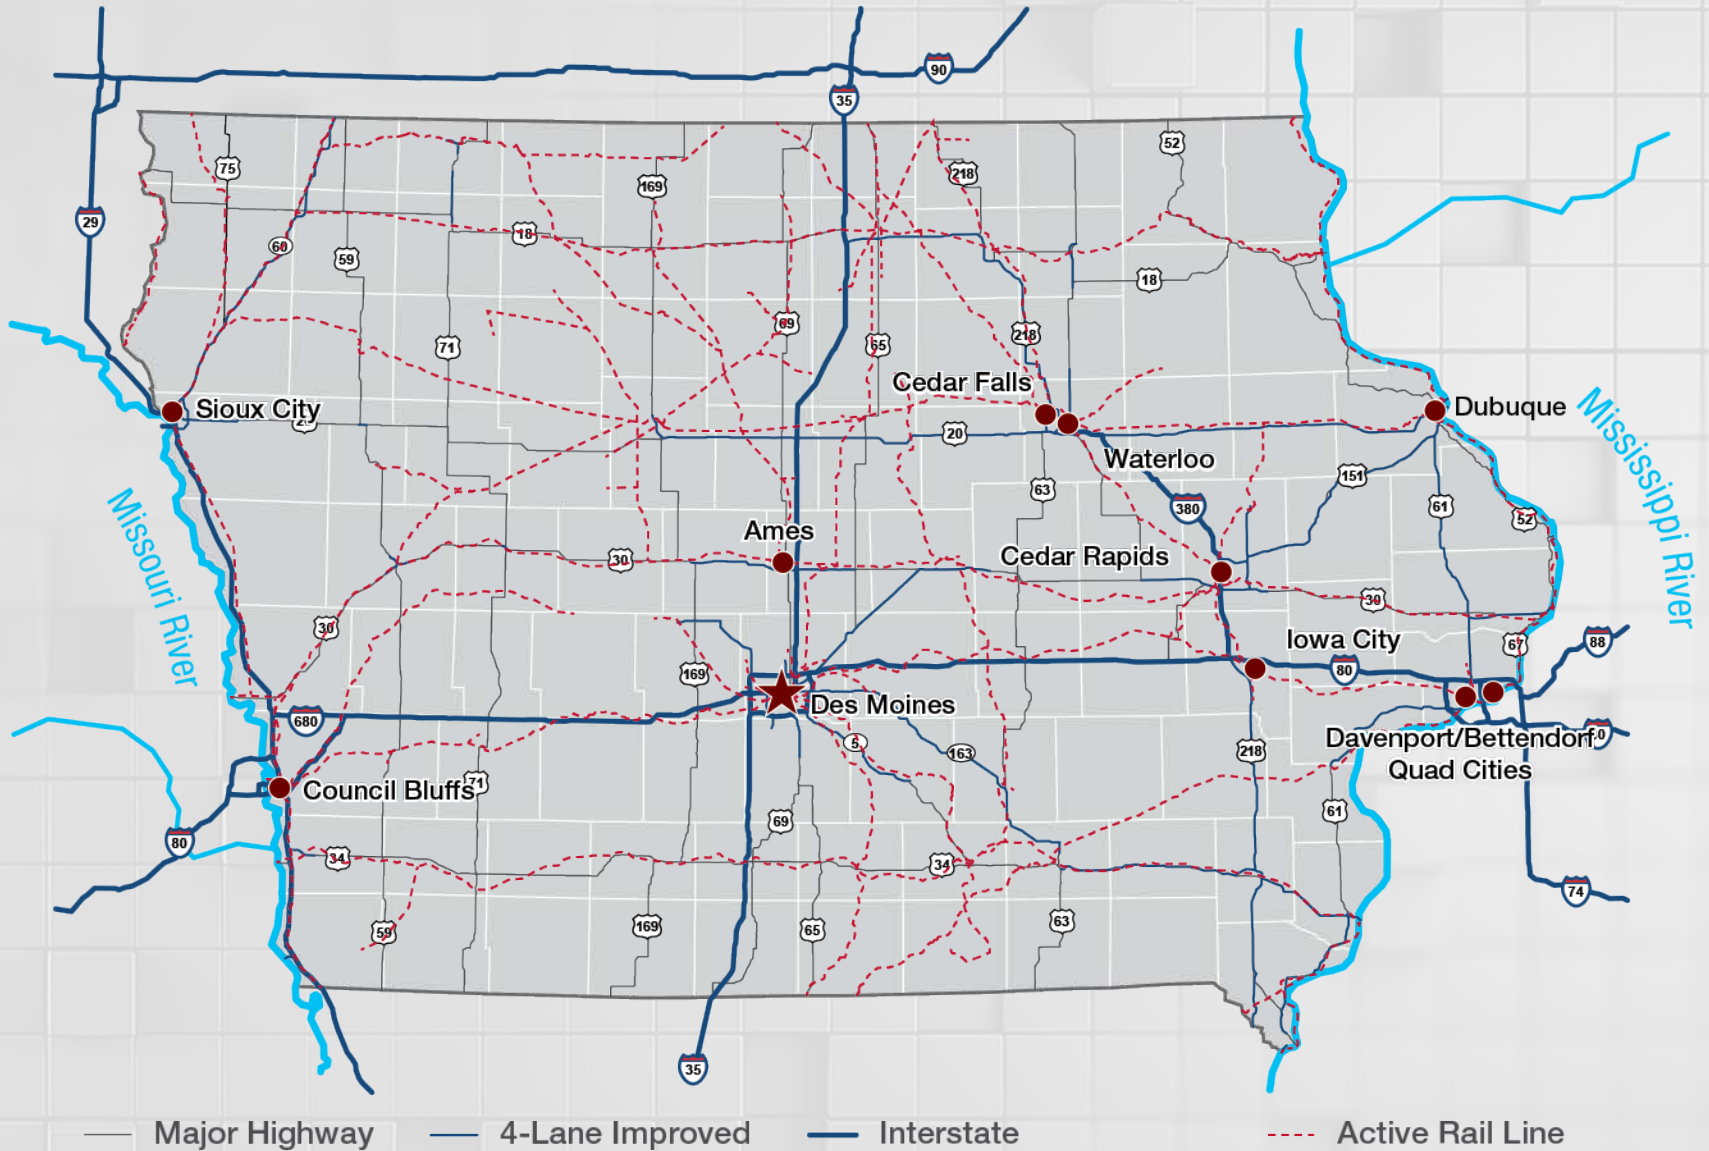 90
35
52
75
218
169
29
18
60
59
18
69
218
65
71
Cedar Falls
Sioux City
20
Dubuque
20
Waterloo
151
63
61
380
52
Mississippi River
Missouri River
Ames
Cedar Rapids
30
30
30
Iowa City
67
88
80
169
Des Moines
680
5
163
218
Davenport/Bettendorf
Quad Cities
Council Bluffs
71
61
69
80
34
34
74
59
169
65
63
35
Major Highway
4-Lane Improved
Interstate
Active Rail Line